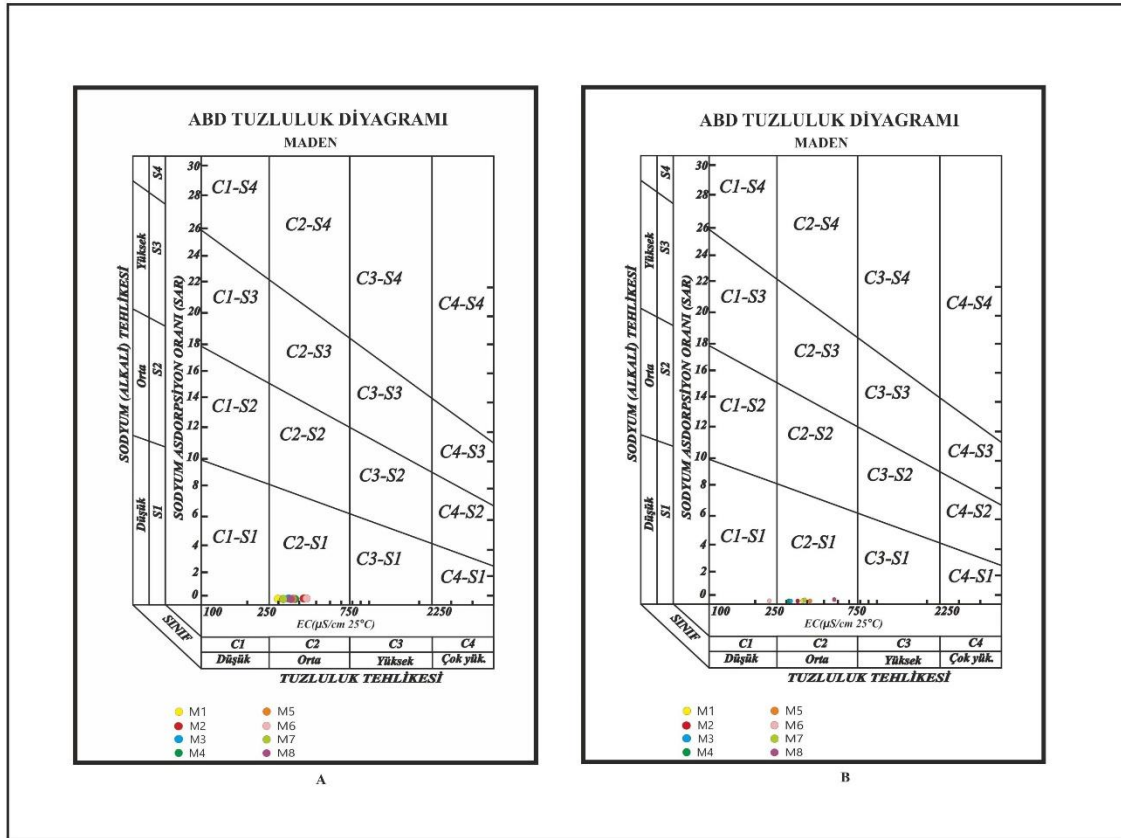 ABD TUZLULUK DİYAGRAMI
MADEN
SODYUM (ALKALİ) TEHLİKESİ
Düşük
Orta
Yüksek
S1
S2
S3
S4
SODYUM ASDORPSİYON ORANI (SAR)
30
28
26
24
22
20
18
16
14
12
10
8
6
4
2
0
C1-S4
C2-S4
C3-S4
C4-S4
C1-S3
C2-S3
C3-S3
C4-S3
C1-S2
C2-S2
C3-S2
C4-S2
C1-S1
C2-S1
C3-S1
C4-S1
100 250 750 2250
EC(µS/cm 25°C)
SINIF
C1 C2 C3 C4
Düşük Orta Yüksek Çok yük.
TUZLULUK TEHLİKESİ
M1 M5
M2 M6
M3 M7
M4 M8
A
ABD TUZLULUK DİYAGRAMI
MADEN
SODYUM (ALKALİ) TEHLİKESİ
Düşük
Orta
Yüksek
S1
S2
S3
S4
SODYUM ASDORPSİYON ORANI (SAR)
30
28
26
24
22
20
18
16
14
12
10
8
6
4
2
0
C1-S4
C2-S4
C3-S4
C4-S4
C1-S3
C2-S3
C3-S3
C4-S3
C1-S2
C2-S2
C3-S2
C4-S2
C1-S1
C2-S1
C3-S1
C4-S1
100 250 750 2250
EC(µS/cm 25°C)
SINIF
C1 C2 C3 C4
Düşük Orta Yüksek Çok yük.
TUZLULUK TEHLİKESİ
M1 M5
M2 M6
M3 M7
M4 M8
B